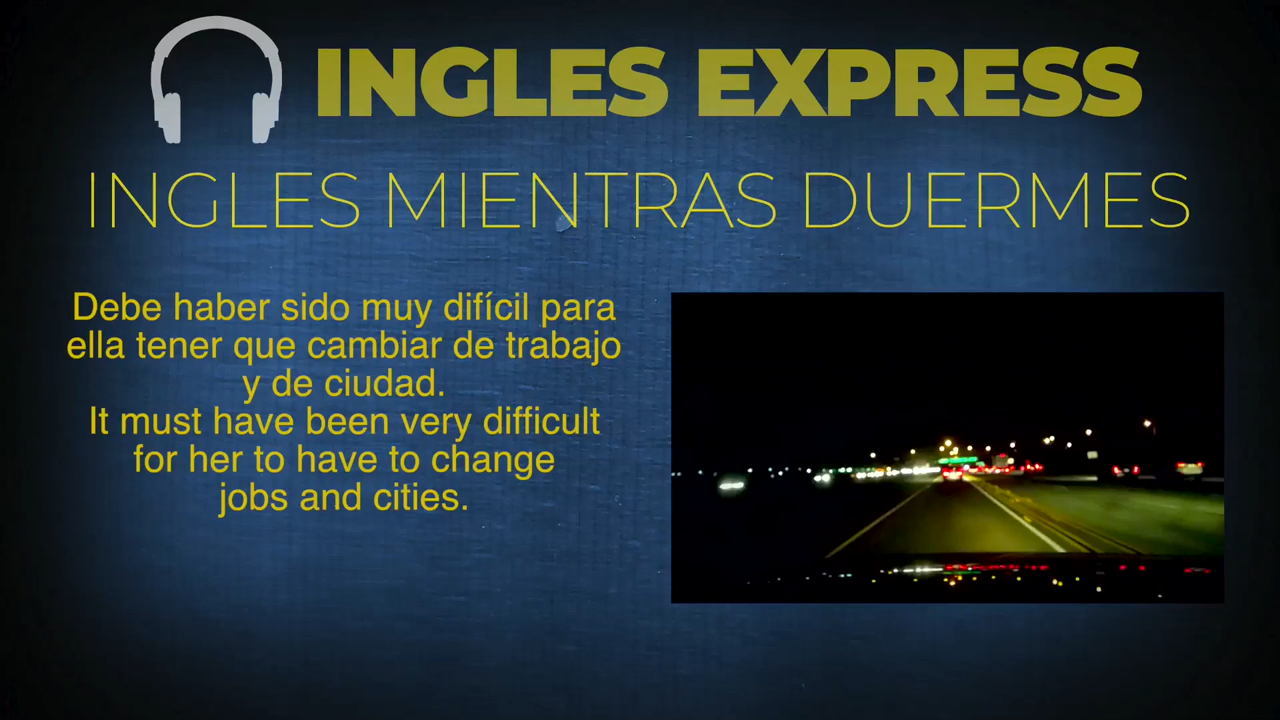 INGLES EXPRESS
INGLES MIENTRAS DUERMES
Debe haber sido muy difícil para
ella tener que cambiar de trabajo
y de ciudad.
It must have been very difficult
for her to have to change
jobs and cities.